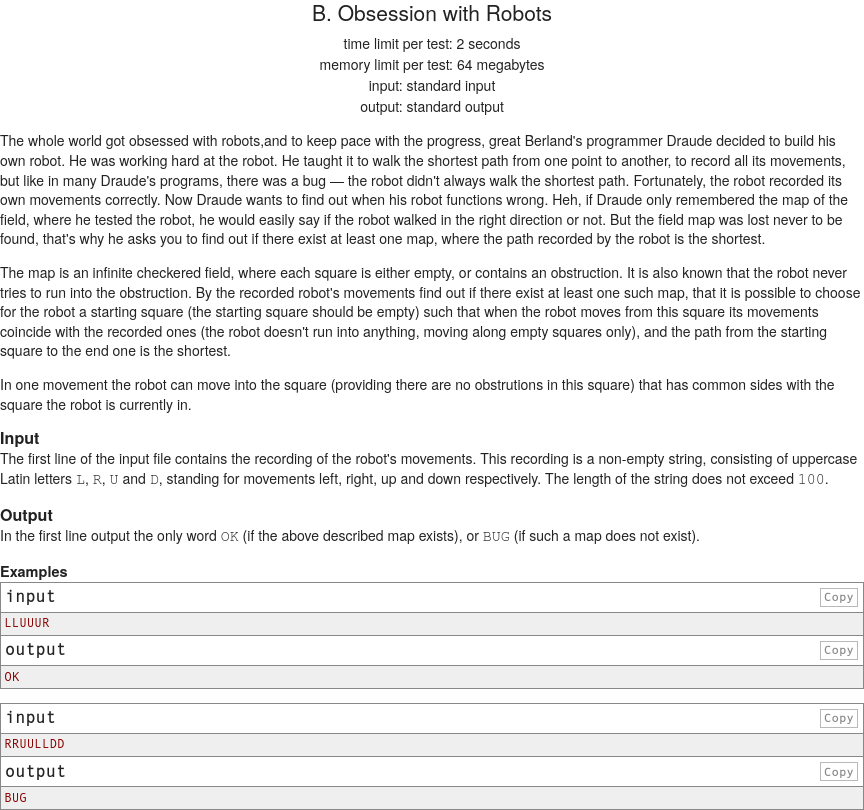 B. Obsession with Robots
time limit per test: 2 seconds
memory limit per test: 64 megabytes
input: standard input
output: standard output
The whole world got obsessed with robots,and to keep pace with the progress, great Berland's programmer Draude decided to build his
own robot. He was working hard at the robot. He taught it to walk the shortest path from one point to another, to record all its movements,
but like in many Draude's programs, there was a bug — the robot didn't always walk the shortest path. Fortunately, the robot recorded its
own movements correctly. Now Draude wants to find out when his robot functions wrong. Heh, if Draude only remembered the map of the
field, where he tested the robot, he would easily say if the robot walked in the right direction or not. But the field map was lost never to be
found, that's why he asks you to find out if there exist at least one map, where the path recorded by the robot is the shortest.
The map is an infinite checkered field, where each square is either empty, or contains an obstruction. It is also known that the robot never
tries to run into the obstruction. By the recorded robot's movements find out if there exist at least one such map, that it is possible to choose
for the robot a starting square (the starting square should be empty) such that when the robot moves from this square its movements
coincide with the recorded ones (the robot doesn't run into anything, moving along empty squares only), and the path from the starting
square to the end one is the shortest.
In one movement the robot can move into the square (providing there are no obstrutions in this square) that has common sides with the
square the robot is currently in.
Input
The first line of the input file contains the recording of the robot's movements. This recording is a non-empty string, consisting of uppercase
Latin letters L, R, U and D, standing for movements left, right, up and down respectively. The length of the string does not exceed 100.
Output
In the first line output the only word OK (if the above described map exists), or BUG (if such a map does not exist).
Examples
input Copy
LLUUUR
output Copy
OK
input Copy
RRUULLDD
output Copy
BUG